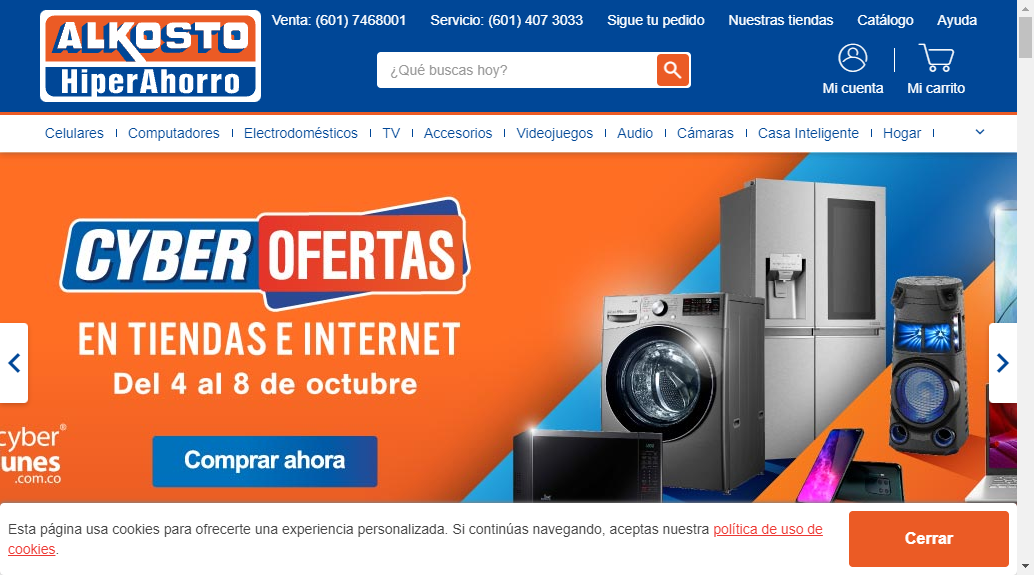 ALKOSTO
HiperAhorro
Venta: (601) 7468001 Servicio: (601) 407 3033 Sigue tu pedido Nuestras tiendas Catálogo Ayuda
¿Qué buscas hoy?
Mi cuenta Mi carrito
Celulares Computadores Electrodomésticos TV Accesorios Videojuegos Audio Cámaras Casa Inteligente Hogar
CYBER OFERTAS
EN TIENDAS E INTERNET
Del 4 al 8 de octubre
cyber®
lunes
.com.co
Comprar ahora
Esta página usa cookies para ofrecerte una experiencia personalizada. Si continúas navegando, aceptas nuestra política de uso de
cookies.
Cerrar